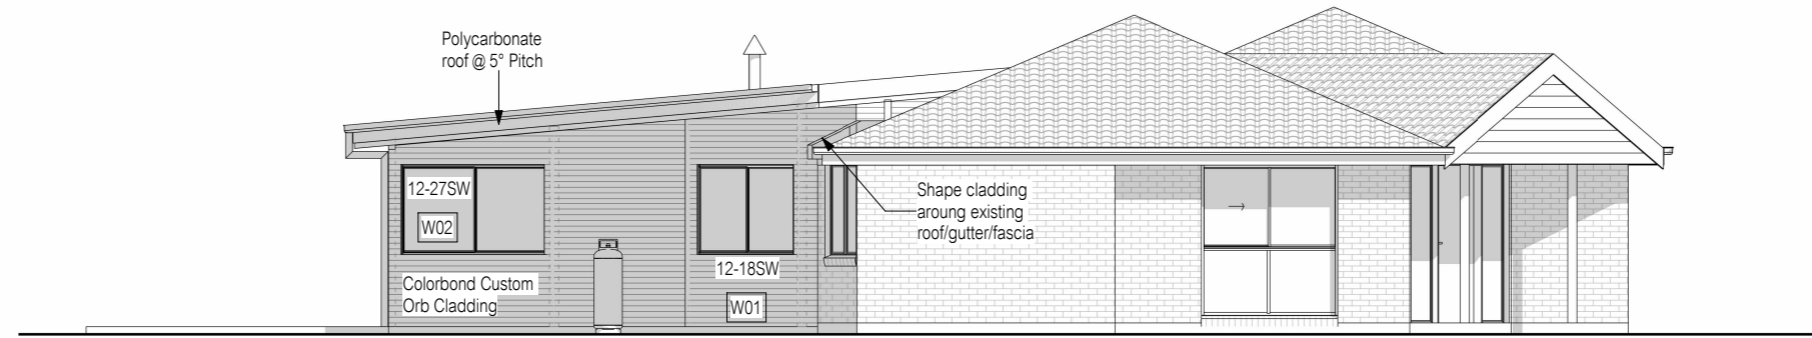 Polycarbonate
roof @ 5° Pitch
12-27SW
W02
Colorbond Custom
Orb Cladding
12-18SW
W01
Shape cladding
aroung existing
roof/gutter/fascia